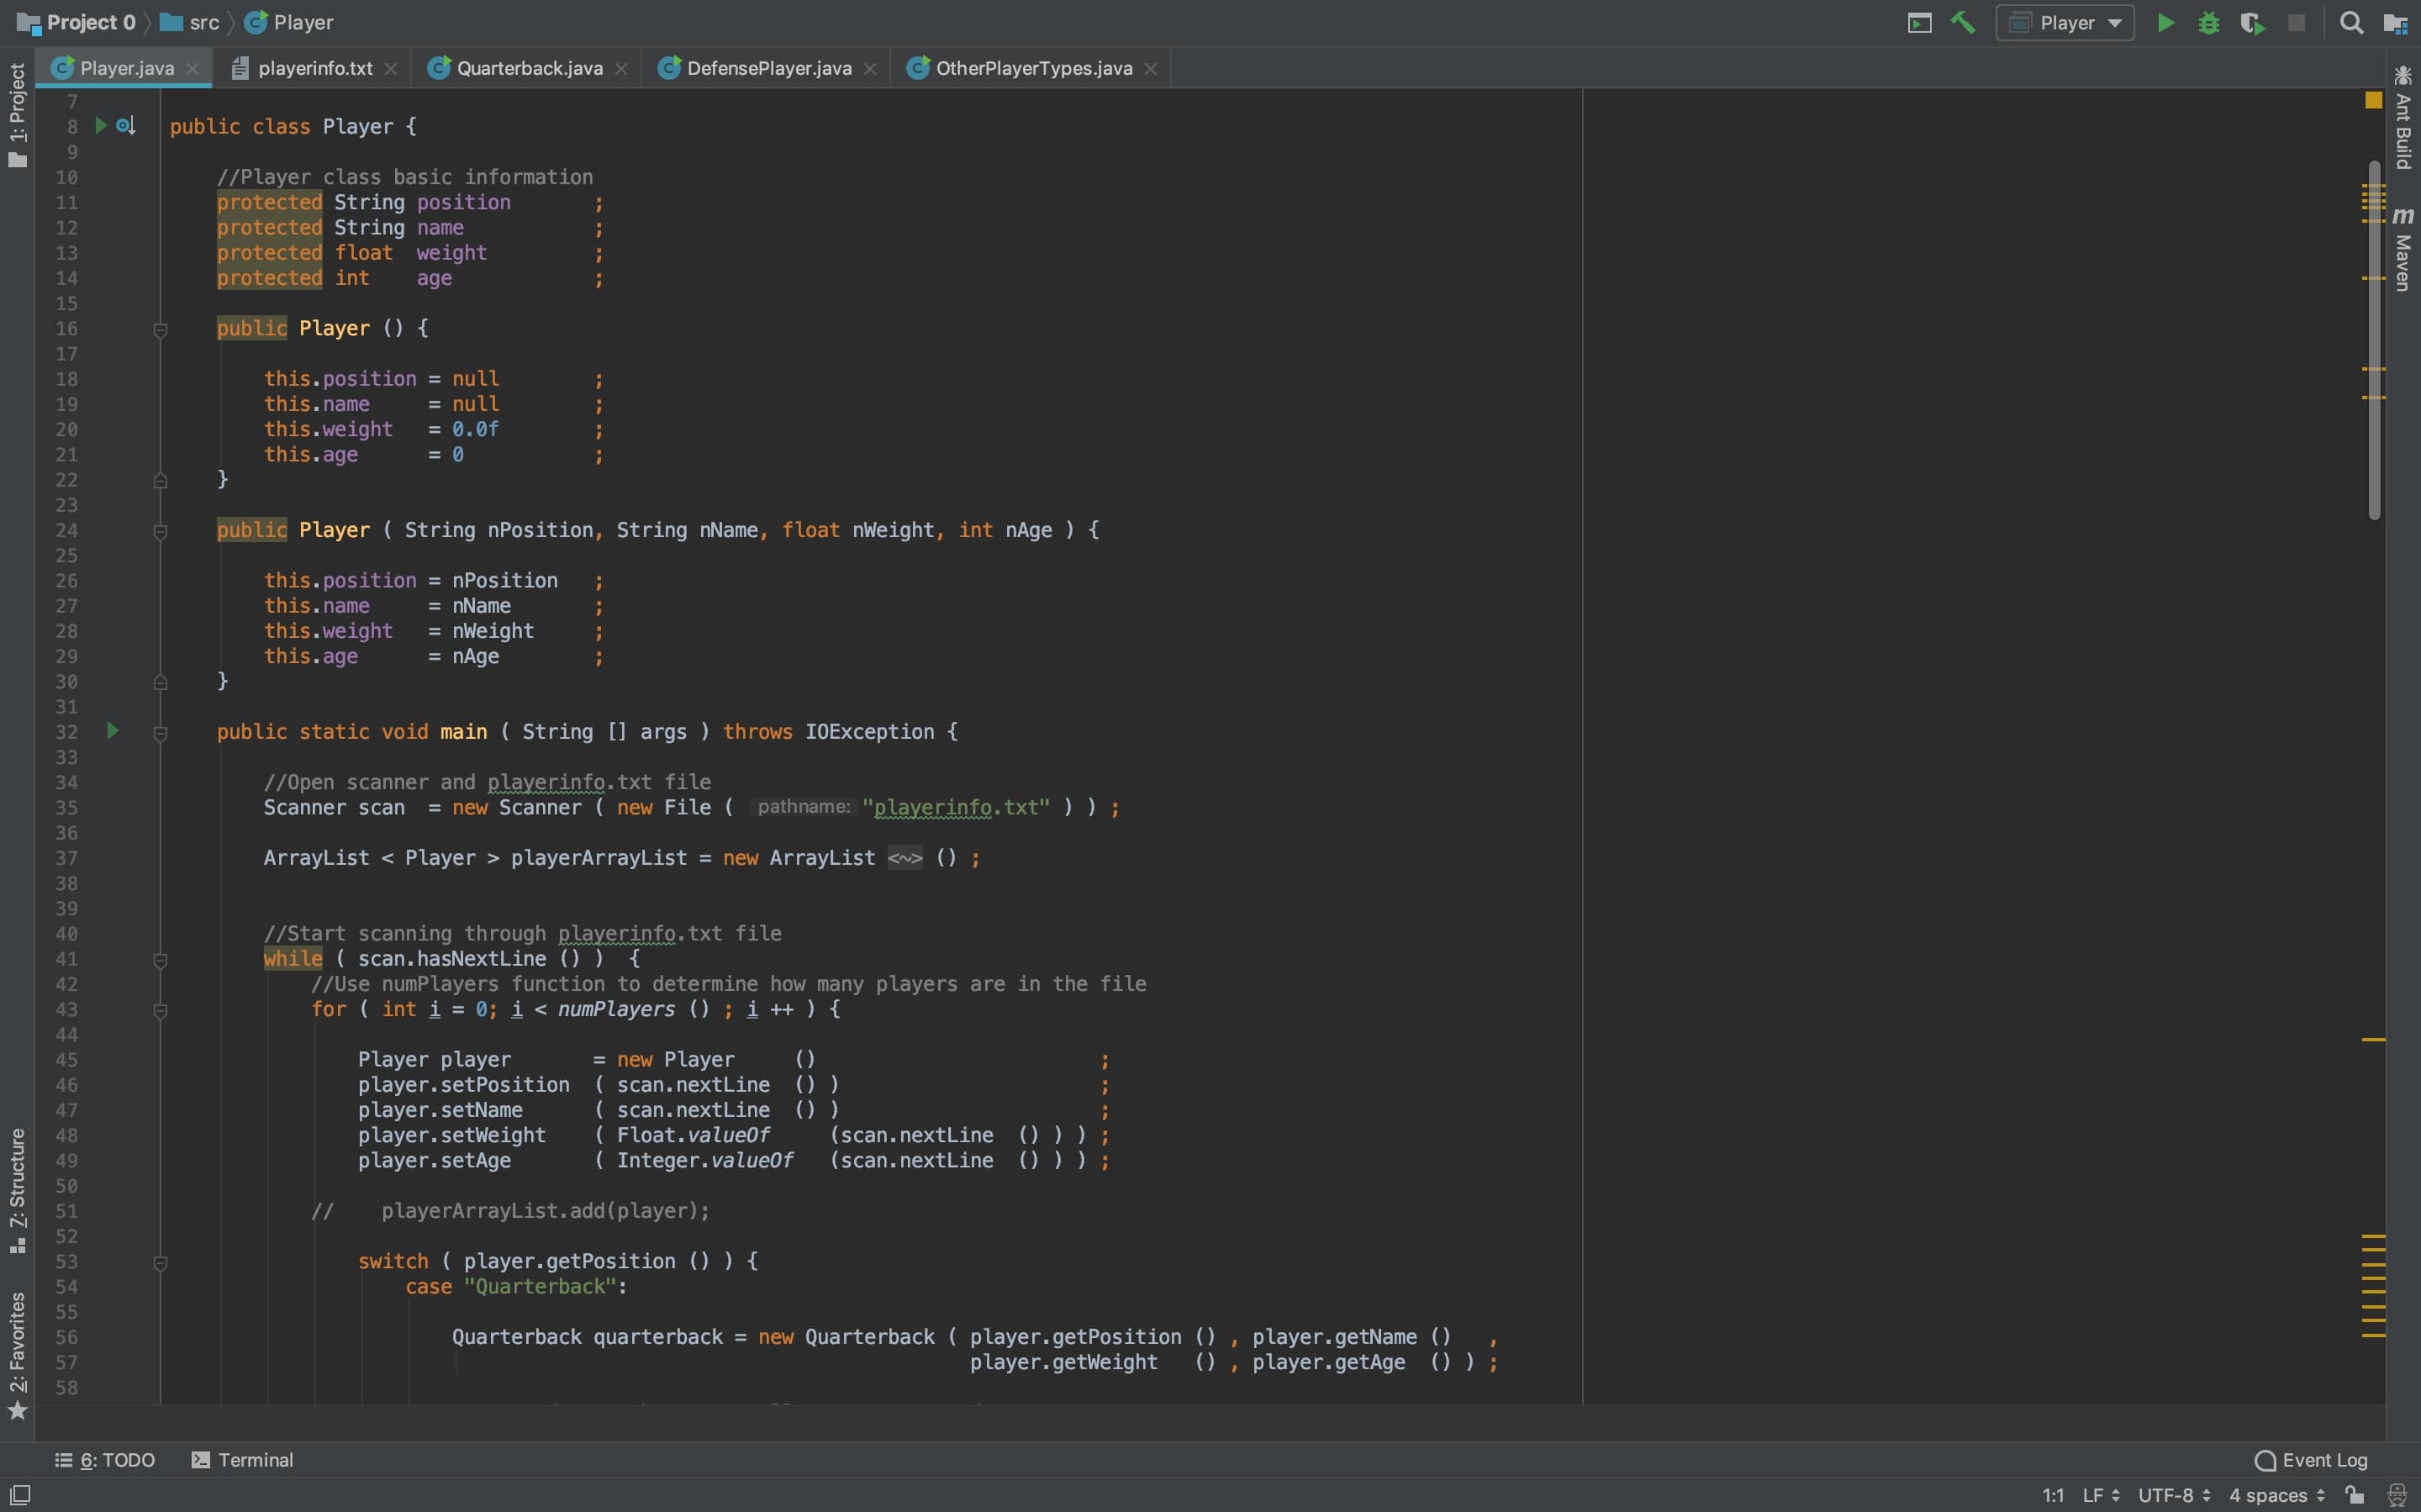 Project 0 src Player Player
Player.java playerinfo.txt Quarterback.java DefensePlayer.java OtherPlayerTypes.java
1: Project
7: Structure
2: Favorites
7
8 public class Player {
9
10 //Player class basic information
11 protected String position ;
12 protected String name ;
13 protected float weight ;
14 protected int age ;
15
16 public Player () {
17
18 this.position = null ;
19 this.name = null ;
20 this.weight = 0.0f ;
21 this.age = 0 ;
22 }
23
24 public Player ( String nPosition, String nName, float nWeight, int nAge ) {
25
26 this.position = nPosition ;
27 this.name = nName ;
28 this.weight = nWeight ;
29 this.age = nAge ;
30 }
31
32 public static void main ( String [] args ) throws IOException {
33
34 //Open scanner and playerinfo.txt file
35 Scanner scan = new Scanner ( new File ( pathname: "playerinfo.txt" ) ) ;
36
37 ArrayList < Player > playerArrayList = new ArrayList <~> () ;
38
39
40 //Start scanning through playerinfo.txt file
41 while ( scan.hasNextLine () ) {
42 //Use numPlayers function to determine how many players are in the file
43 for ( int i = 0; i < numPlayers () ; i ++ ) {
44
45 Player player = new Player () ;
46 player.setPosition ( scan.nextLine () ) ;
47 player.setName ( scan.nextLine () ) ;
48 player.setWeight ( Float.valueOf (scan.nextLine () ) ) ;
49 player.setAge ( Integer.valueOf (scan.nextLine () ) ) ;
50
51 // playerArrayList.add(player);
52
53 switch ( player.getPosition () ) {
54 case "Quarterback":
55
56 Quarterback quarterback = new Quarterback ( player.getPosition () , player.getName () ,
57 player.getWeight () , player.getAge () ) ;
58
Ant Build
m Maven
6: TODO Terminal Event Log
1:1 LF UTF-8 4 spaces